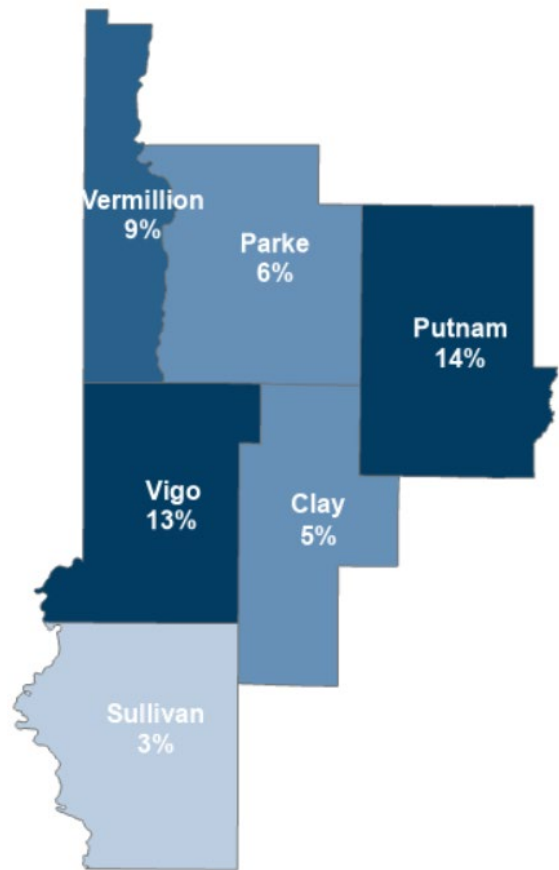 Vermillion
9%
Parke
6%
Putnam
14%
Vigo
13%
Clay
5%
Sullivan
3%